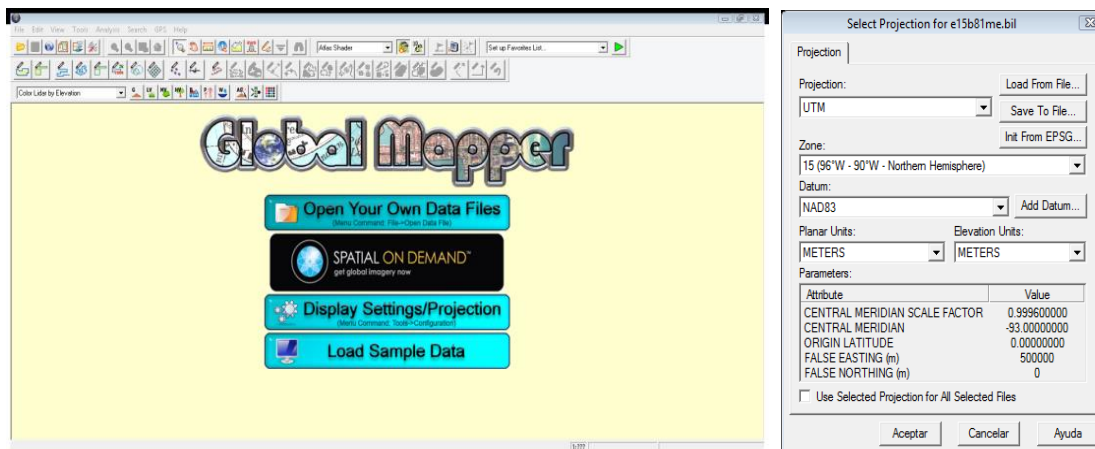 File Edit View Tools Analysis Search GPS Help
Atlas Shader
Set up Favorites List...
Color Lidar by Elevation
Global Mapper
Open Your Own Data Files
(Menu Command: File->Open Data File)
SPATIAL ON DEMAND™
get global imagery now
Display Settings/Projection
(Menu Command: Tools->Configuration)
Load Sample Data
Select Projection for e15b81me.bil
Projection
Projection:
Load From File...
UTM
Save To File...
Init From EPSG...
Zone:
15 (96°W - 90°W - Northern Hemisphere)
Datum:
NAD83
Add Datum...
Planar Units:
Elevation Units:
METERS
METERS
Parameters:
Attribute Value
CENTRAL MERIDIAN SCALE FACTOR 0.999600000
CENTRAL MERIDIAN -93.00000000
ORIGIN LATITUDE 0.00000000
FALSE EASTING (m) 500000
FALSE NORTHING (m) 0
Use Selected Projection for All Selected Files
Aceptar Cancelar Ayuda